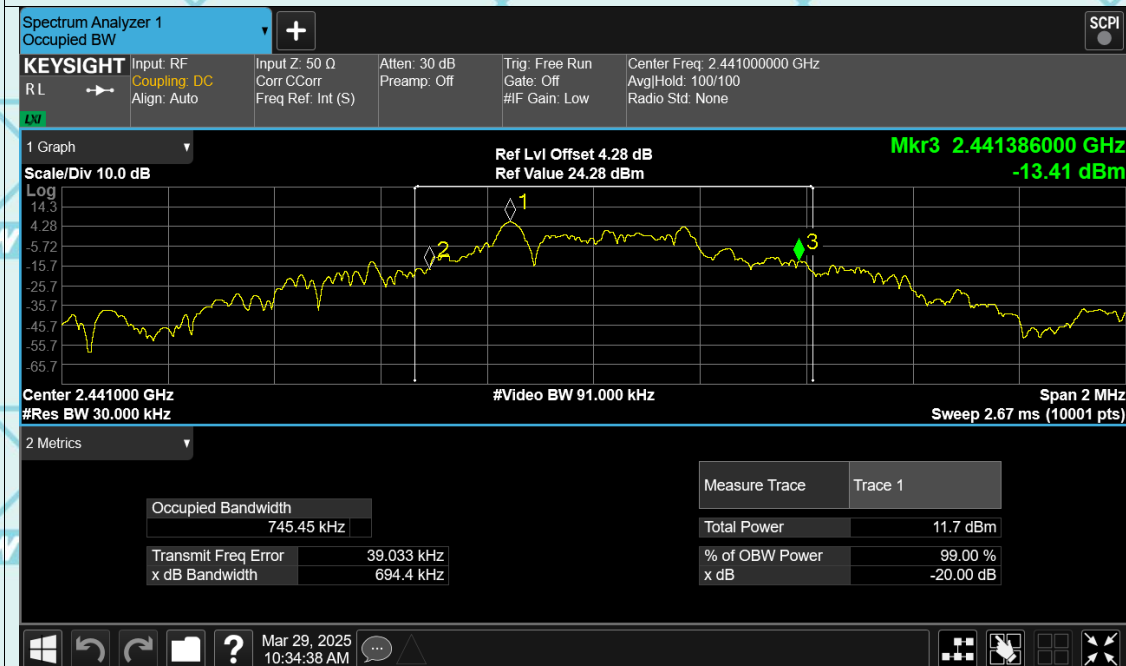 Spectrum Analyzer 1
Occupied BW
+
SCPI
KEYSIGHT
R L
LXI
Input: RF
Coupling: DC
Align: Auto
Input Z: 50 Ω
Corr CCorr
Freq Ref: Int (S)
Atten: 30 dB
Preamp: Off
Trig: Free Run
Gate: Off
#IF Gain: Low
Center Freq: 2.441000000 GHz
Avg|Hold: 100/100
Radio Std: None
1 Graph
Scale/Div 10.0 dB
Ref Lvl Offset 4.28 dB
Ref Value 24.28 dBm
Mkr3 2.441386000 GHz
-13.41 dBm
Log
14.3
4.28
-5.72
-15.7
-25.7
-35.7
-45.7
-55.7
-65.7
1
2
3
Center 2.441000 GHz
#Video BW 91.000 kHz
Span 2 MHz
#Res BW 30.000 kHz
Sweep 2.67 ms (10001 pts)
2 Metrics
Measure Trace Trace 1
Occupied Bandwidth
745.45 kHz
Total Power 11.7 dBm
Transmit Freq Error 39.033 kHz
% of OBW Power 99.00 %
x dB Bandwidth 694.4 kHz
x dB -20.00 dB
?
Mar 29, 2025
10:34:38 AM